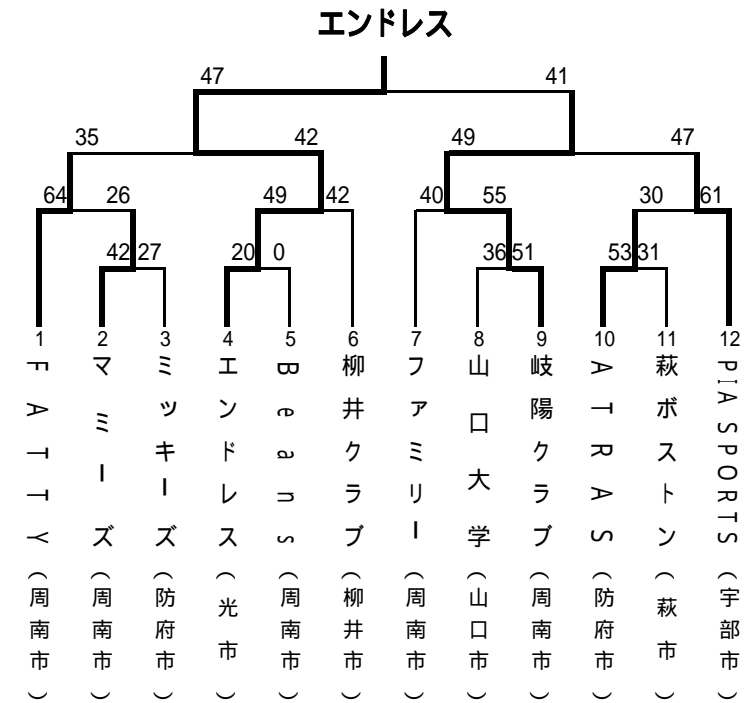 エンドレス
47 41
35 42 49 47
64 26 49 42 40 55 30 61
42 27 20 0 36 51 53 31
1 2 3 4 5 6 7 8 9 10 11 12
FATTY(周南市)
マミーズ(周南市)
ミッキーズ(防府市)
エンドレス(光市)
Beans(周南市)
柳井クラブ(柳井市)
ファミリー(周南市)
山口大学(山口市)
岐陽クラブ(周南市)
ATRAS(防府市)
萩ボストン(萩市)
PIA SPORTS(宇部市)